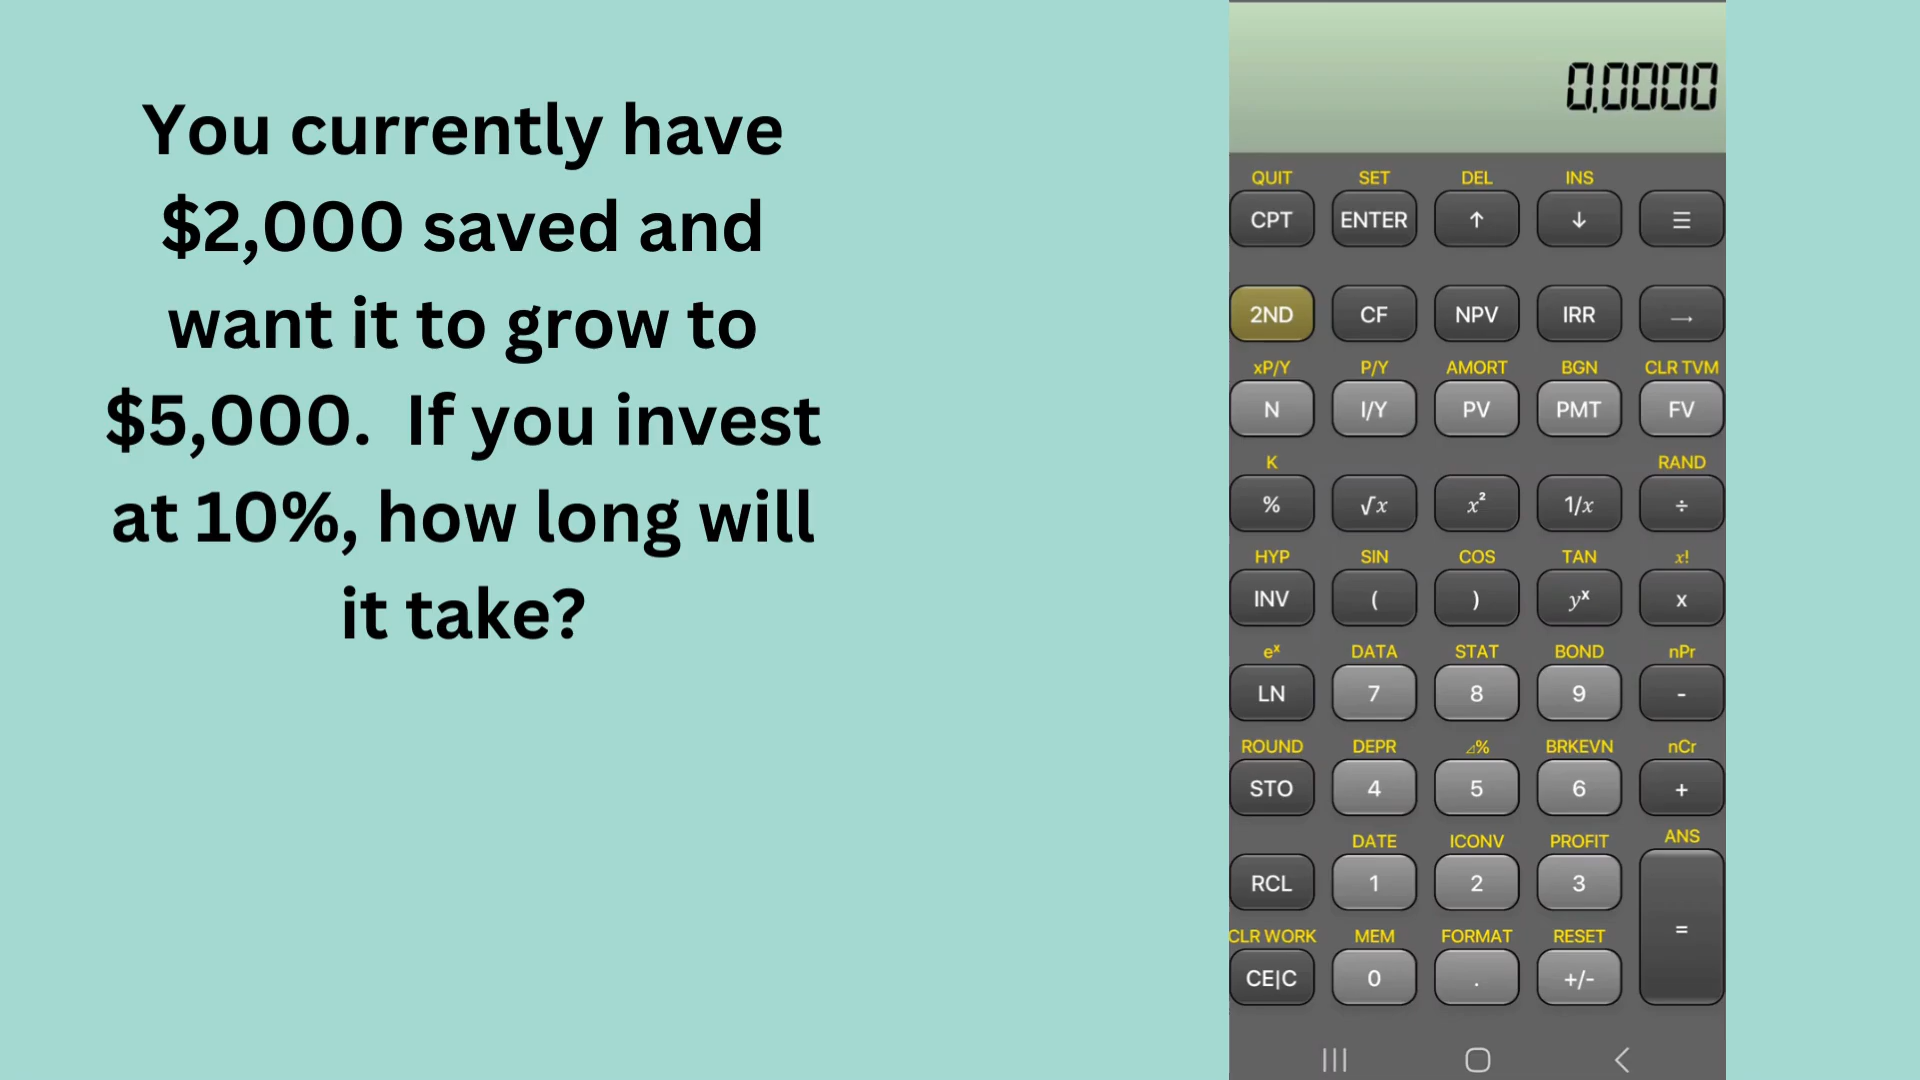 You currently have
$2,000 saved and
want it to grow to
$5,000. If you invest
at 10%, how long will
it take?
0.0000
QUIT SET DEL INS
CPT ENTER ↑ ↓ ☰
2ND CF NPV IRR →
xP/Y P/Y AMORT BGN CLR TVM
N I/Y PV PMT FV
K RAND
% √x x² 1/x ÷
HYP SIN COS TAN x!
INV ( ) yˣ x
eˣ DATA STAT BOND nPr
LN 7 8 9 -
ROUND DEPR ⊿% BRKEVN nCr
STO 4 5 6 +
DATE ICONV PROFIT ANS
RCL 1 2 3 =
CLR WORK MEM FORMAT RESET
CE|C 0 . +/-